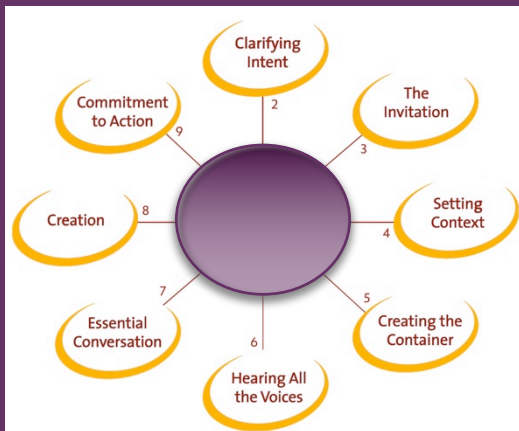 Clarifying
Intent
2
The
Invitation
3
Setting
Context
4
Creating the
Container
5
Hearing All
the Voices
6
Essential
Conversation
7
Creation
8
Commitment
to Action
9